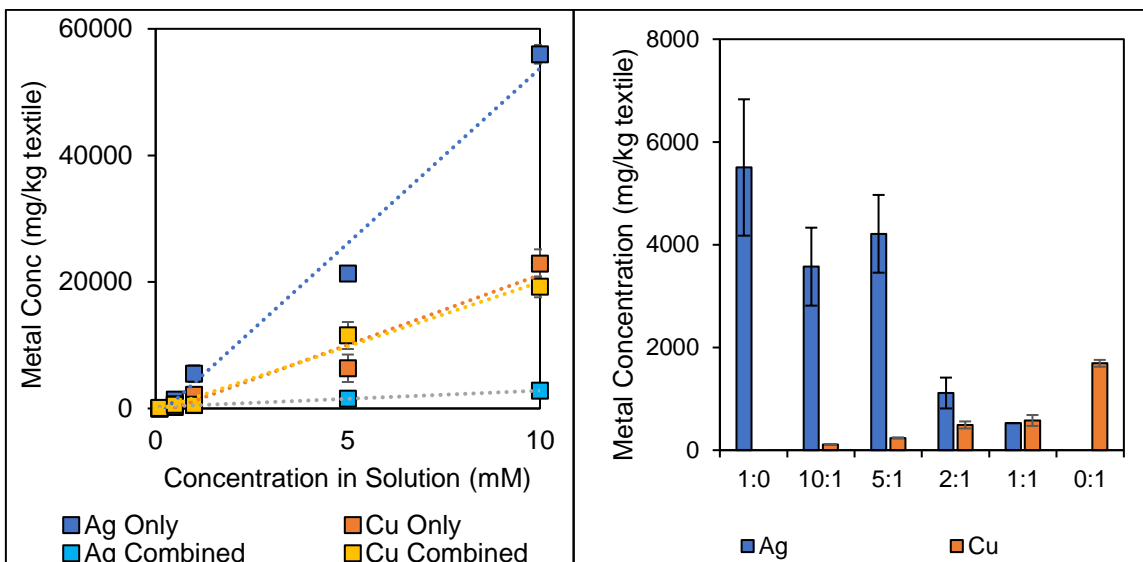 60000
40000
20000
0
Metal Conc (mg/kg textile)
0 5 10
Concentration in Solution (mM)
Ag Only Cu Only
Ag Combined Cu Combined
8000
6000
4000
2000
0
Metal Concentration (mg/kg textile)
1:0 10:1 5:1 2:1 1:1 0:1
Ag Cu